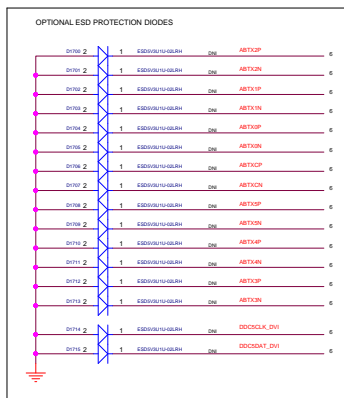 OPTIONAL ESD PROTECTION DIODES
D1700 2 1 ESD5V3U1U-02LRH DNI ABTX2P 6
D1701 2 1 ESD5V3U1U-02LRH DNI ABTX2N 6
D1702 2 1 ESD5V3U1U-02LRH DNI ABTX1P 6
D1703 2 1 ESD5V3U1U-02LRH DNI ABTX1N 6
D1704 2 1 ESD5V3U1U-02LRH DNI ABTX0P 6
D1705 2 1 ESD5V3U1U-02LRH DNI ABTX0N 6
D1706 2 1 ESD5V3U1U-02LRH DNI ABTXCP 6
D1707 2 1 ESD5V3U1U-02LRH DNI ABTXCN 6
D1708 2 1 ESD5V3U1U-02LRH DNI ABTX5P 6
D1709 2 1 ESD5V3U1U-02LRH DNI ABTX5N 6
D1710 2 1 ESD5V3U1U-02LRH DNI ABTX4P 6
D1711 2 1 ESD5V3U1U-02LRH DNI ABTX4N 6
D1712 2 1 ESD5V3U1U-02LRH DNI ABTX3P 6
D1713 2 1 ESD5V3U1U-02LRH DNI ABTX3N 6
D1714 2 1 ESD5V3U1U-02LRH DNI DDC5CLK_DVI 6
D1715 2 1 ESD5V3U1U-02LRH DNI DDC5DAT_DVI 6